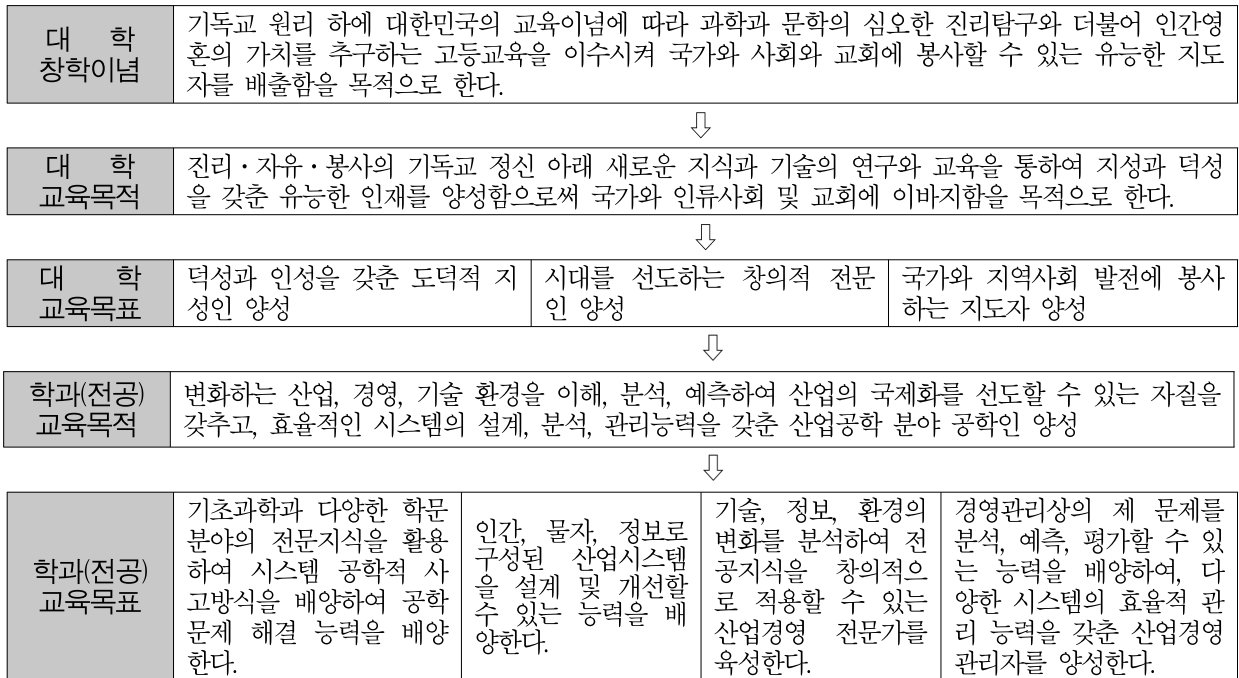 대 학
창학이념
기독교 원리 하에 대한민국의 교육이념에 따라 과학과 문학의 심오한 진리탐구와 더불어 인간영
혼의 가치를 추구하는 고등교육을 이수시켜 국가와 사회와 교회에 봉사할 수 있는 유능한 지도
자를 배출함을 목적으로 한다.
⇩
대 학
교육목적
진리・자유・봉사의 기독교 정신 아래 새로운 지식과 기술의 연구와 교육을 통하여 지성과 덕성
을 갖춘 유능한 인재를 양성함으로써 국가와 인류사회 및 교회에 이바지함을 목적으로 한다.
⇩
대 학
교육목표
덕성과 인성을 갖춘 도덕적 지
성인 양성
시대를 선도하는 창의적 전문
인 양성
국가와 지역사회 발전에 봉사
하는 지도자 양성
⇩
학과(전공)
교육목적
변화하는 산업, 경영, 기술 환경을 이해, 분석, 예측하여 산업의 국제화를 선도할 수 있는 자질을
갖추고, 효율적인 시스템의 설계, 분석, 관리능력을 갖춘 산업공학 분야 공학인 양성
⇩
학과(전공)
교육목표
기초과학과 다양한 학문
분야의 전문지식을 활용
하여 시스템 공학적 사
고방식을 배양하여 공학
문제 해결 능력을 배양
한다.
인간, 물자, 정보로
구성된 산업시스템
을 설계 및 개선할
수 있는 능력을 배
양한다.
기술, 정보, 환경의
변화를 분석하여 전
공지식을 창의적으
로 적용할 수 있는
산업경영 전문가를
육성한다.
경영관리상의 제 문제를
분석, 예측, 평가할 수 있
는 능력을 배양하여, 다
양한 시스템의 효율적 관
리 능력을 갖춘 산업경영
관리자를 양성한다.